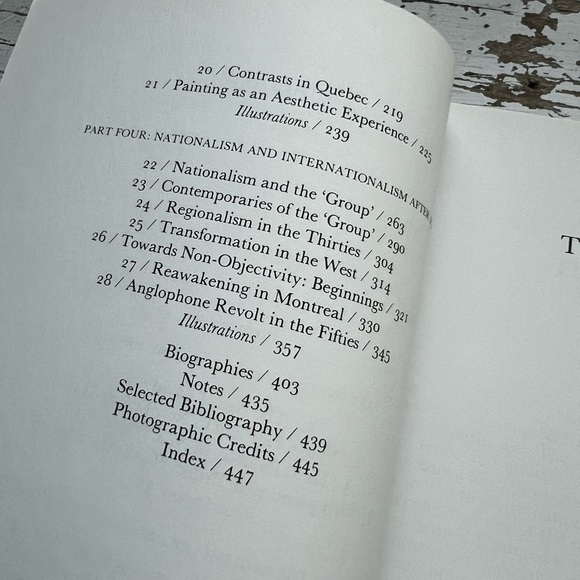 20 / Contrasts in Quebec / 219
21 / Painting as an Aesthetic Experience / 225
Illustrations / 239
PART FOUR: NATIONALISM AND INTERNATIONALISM AFTER
22 / Nationalism and the ‘Group’ / 263
23 / Contemporaries of the ‘Group’ / 290
24 / Regionalism in the Thirties / 304
25 / Transformation in the West / 314
26 / Towards Non-Objectivity: Beginnings / 321
27 / Reawakening in Montreal / 330
28 / Anglophone Revolt in the Fifties / 345
Illustrations / 357
Biographies / 403
Notes / 435
Selected Bibliography / 439
Photographic Credits / 445
Index / 447
T